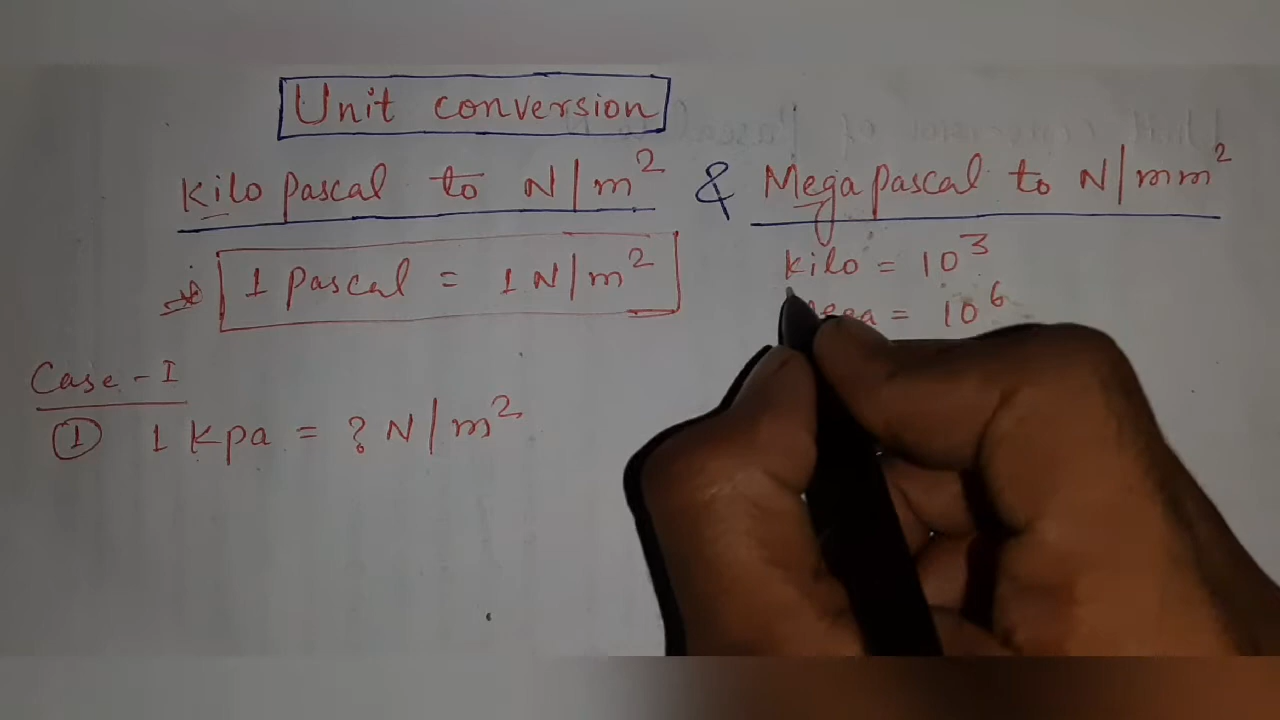 Unit conversion
Kilo pascal to N/m² & Mega pascal to N/mm²
1 Pascal = 1 N/m²
Kilo = 10³
Mega = 10⁶
Case - I
① 1 Kpa = ? N/m²